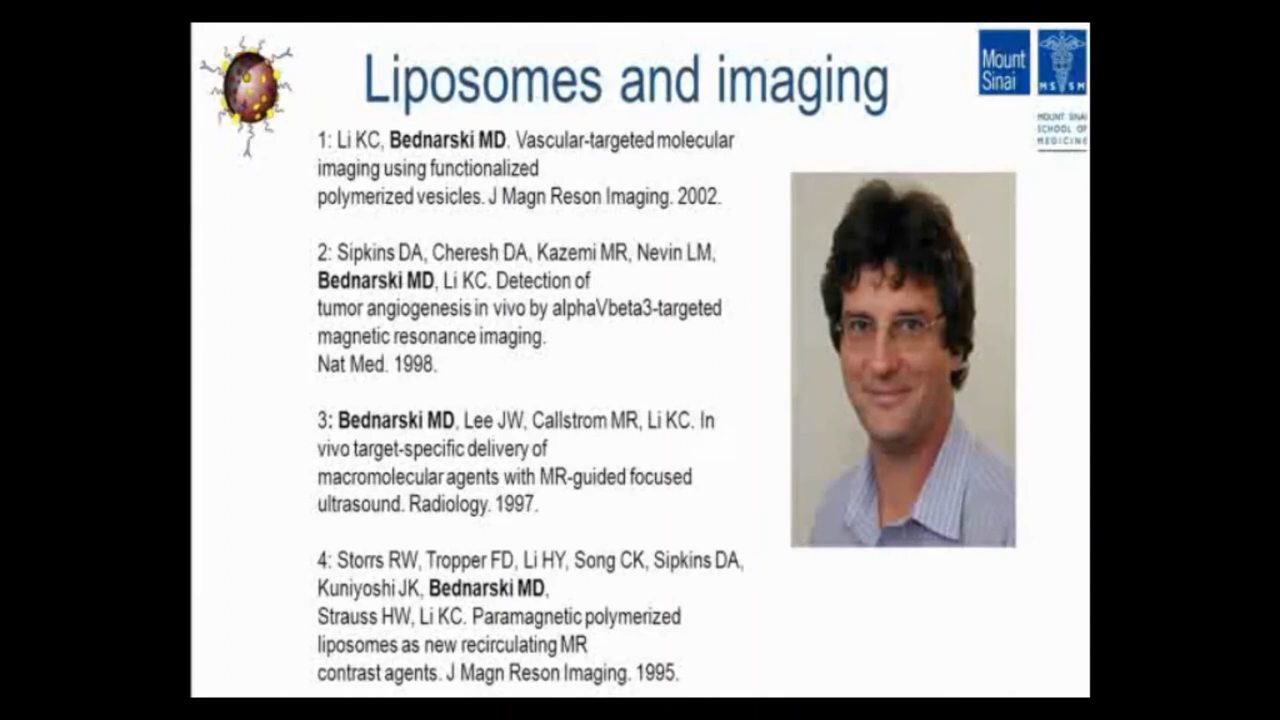 Liposomes and imaging
Mount
Sinai
M S S M
MOUNT SINAI
SCHOOL OF
MEDICINE
1: Li KC, Bednarski MD. Vascular-targeted molecular
imaging using functionalized
polymerized vesicles. J Magn Reson Imaging. 2002.
2: Sipkins DA, Cheresh DA, Kazemi MR, Nevin LM,
Bednarski MD, Li KC. Detection of
tumor angiogenesis in vivo by alphaVbeta3-targeted
magnetic resonance imaging.
Nat Med. 1998.
3: Bednarski MD, Lee JW, Callstrom MR, Li KC. In
vivo target-specific delivery of
macromolecular agents with MR-guided focused
ultrasound. Radiology. 1997.
4: Storrs RW, Tropper FD, Li HY, Song CK, Sipkins DA,
Kuniyoshi JK, Bednarski MD,
Strauss HW, Li KC. Paramagnetic polymerized
liposomes as new recirculating MR
contrast agents. J Magn Reson Imaging. 1995.